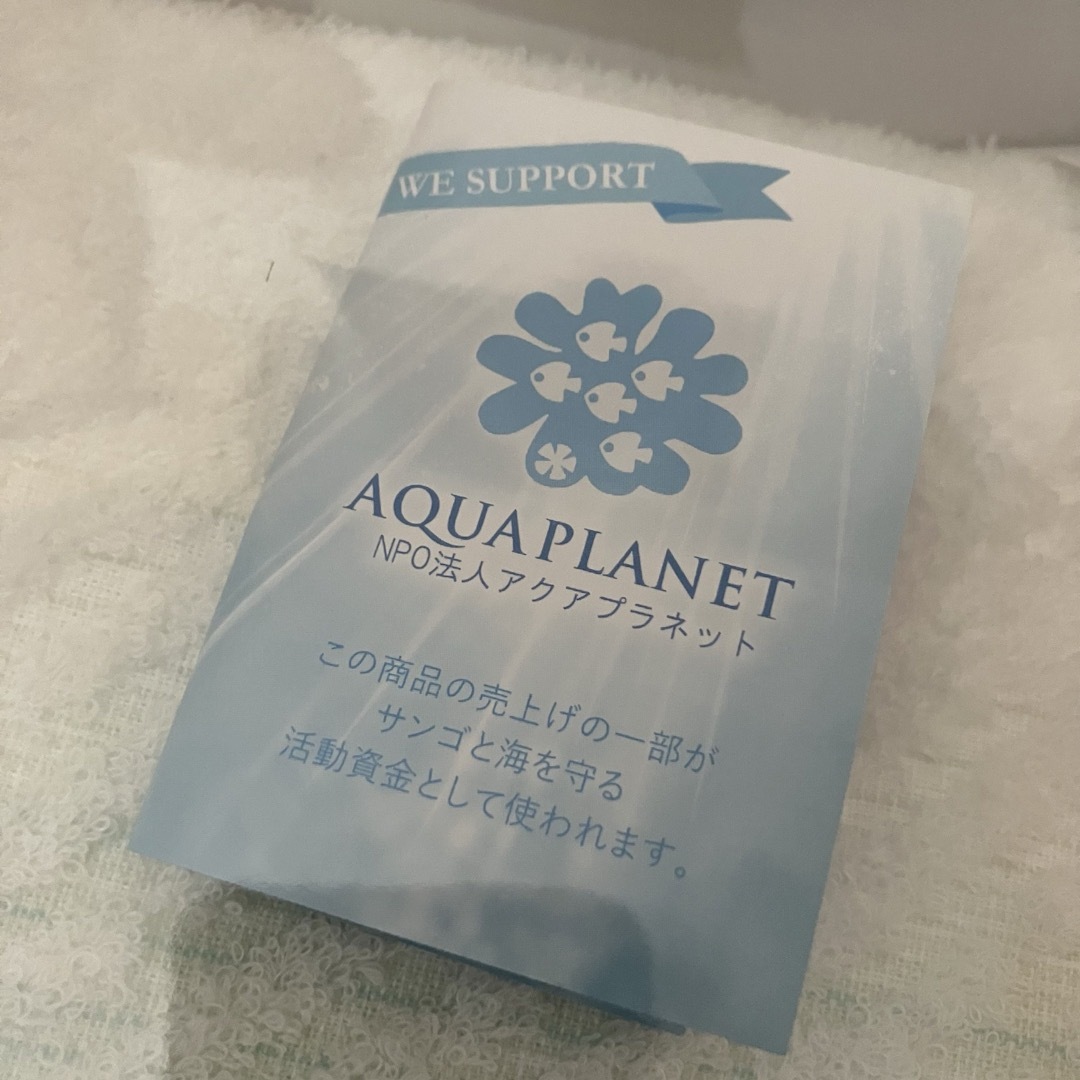 WE SUPPORT
AQUAPLANET
NPO法人アクアプラネット
この商品の売上げの一部が
サンゴと海を守る
活動資金として使われます。